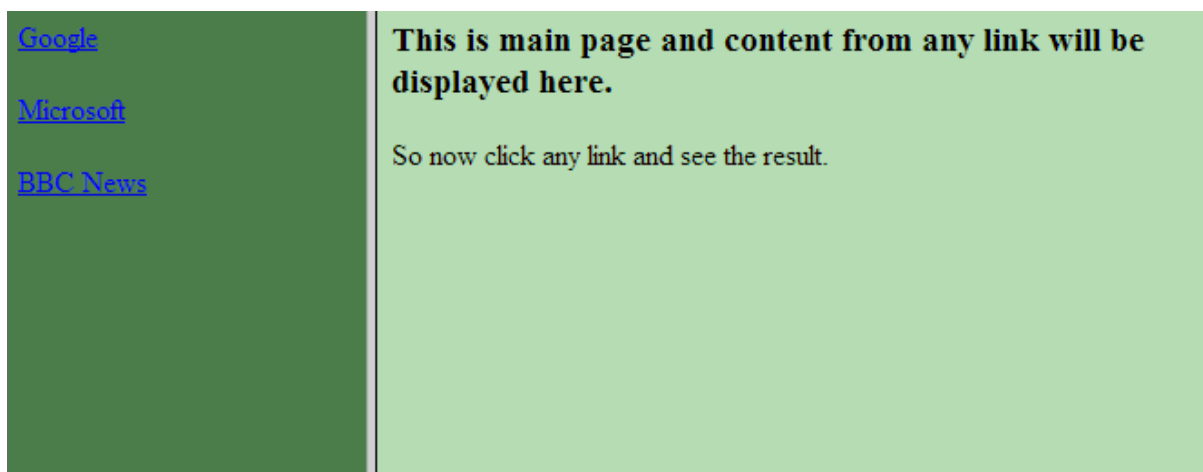 Google
Microsoft
BBC News
This is main page and content from any link will be
displayed here.
So now click any link and see the result.